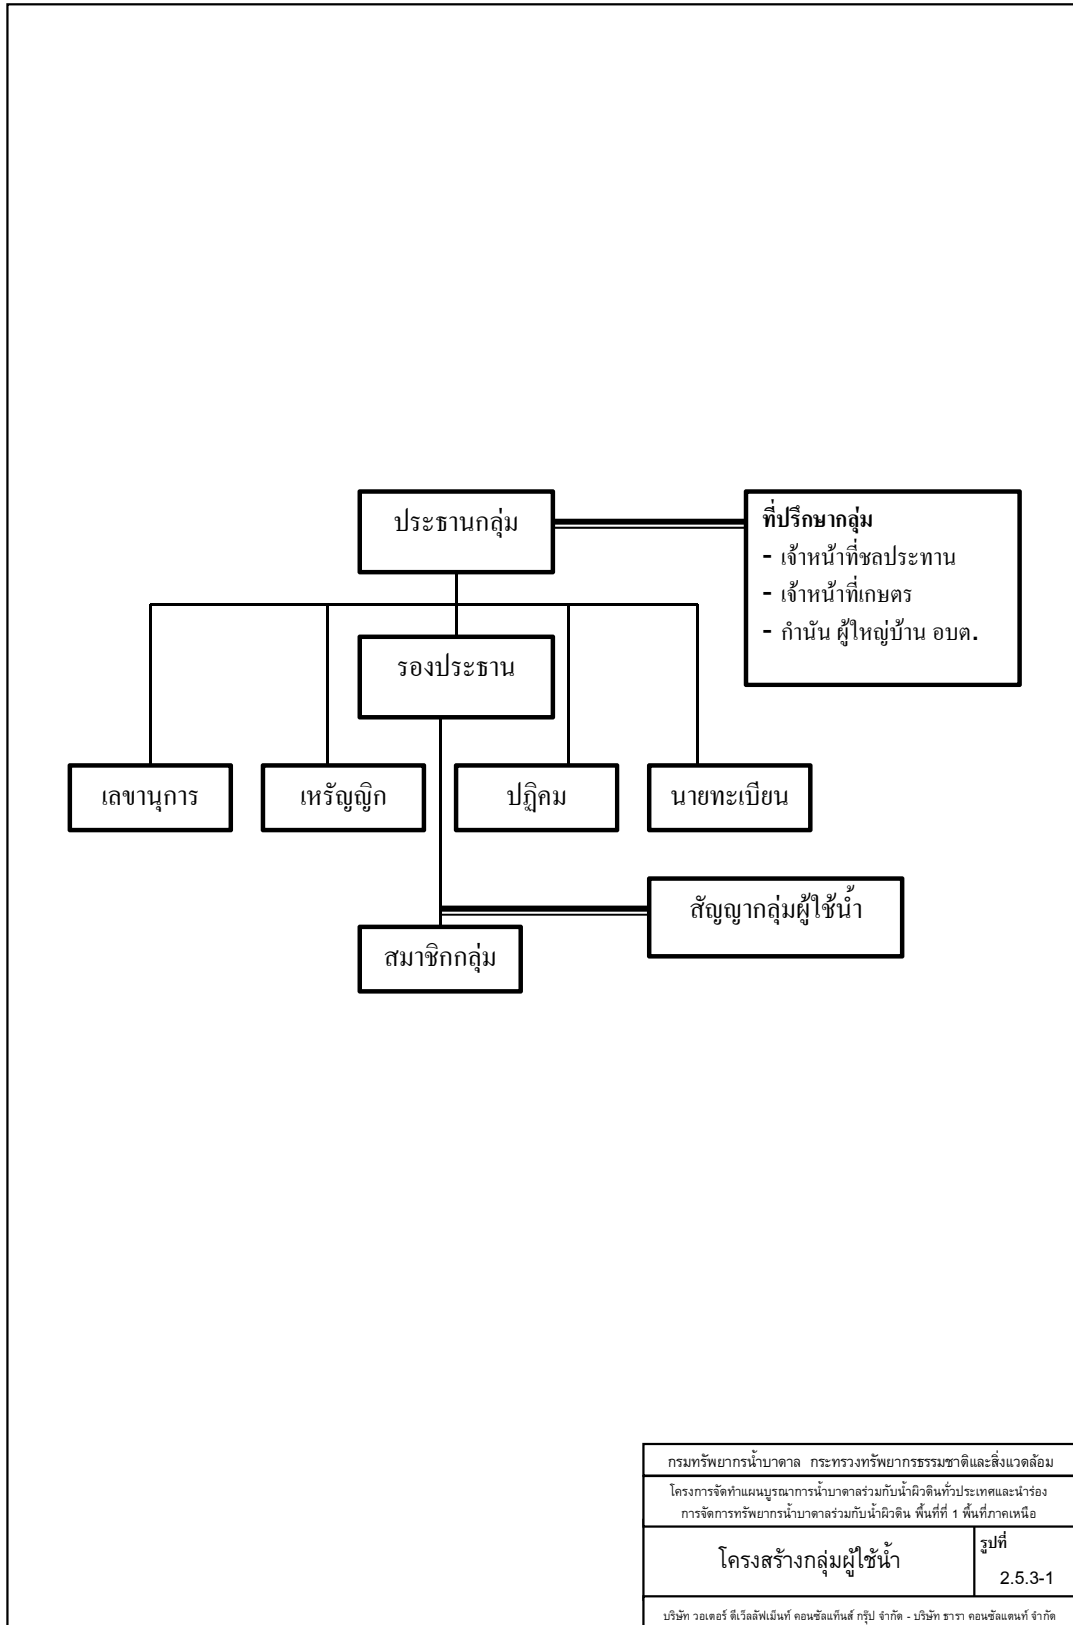 ประธานกลุ่ม
ที่ปรึกษากลุ่ม
- เจ้าหน้าที่ชลประทาน
- เจ้าหน้าที่เกษตร
- กำนัน ผู้ใหญ่บ้าน อบต.
รองประธาน
เลขานุการ
เหรัญญิก
ปฏิคม
นายทะเบียน
สัญญากลุ่มผู้ใช้น้ำ
สมาชิกกลุ่ม
กรมทรัพยากรน้ำบาดาล กระทรวงทรัพยากรธรรมชาติและสิ่งแวดล้อม
โครงการจัดทำแผนบูรณาการน้ำบาดาลร่วมกับน้ำผิวดินทั่วประเทศและนำร่อง
การจัดการทรัพยากรน้ำบาดาลร่วมกับน้ำผิวดิน พื้นที่ที่ 1 พื้นที่ภาคเหนือ
โครงสร้างกลุ่มผู้ใช้น้ำ
รูปที่
2.5.3-1
บริษัท วอเตอร์ ดีเวลลัฟเม็นท์ คอนซัลแท็นส์ กรุ๊ป จำกัด - บริษัท ธารา คอนซัลแตนท์ จำกัด